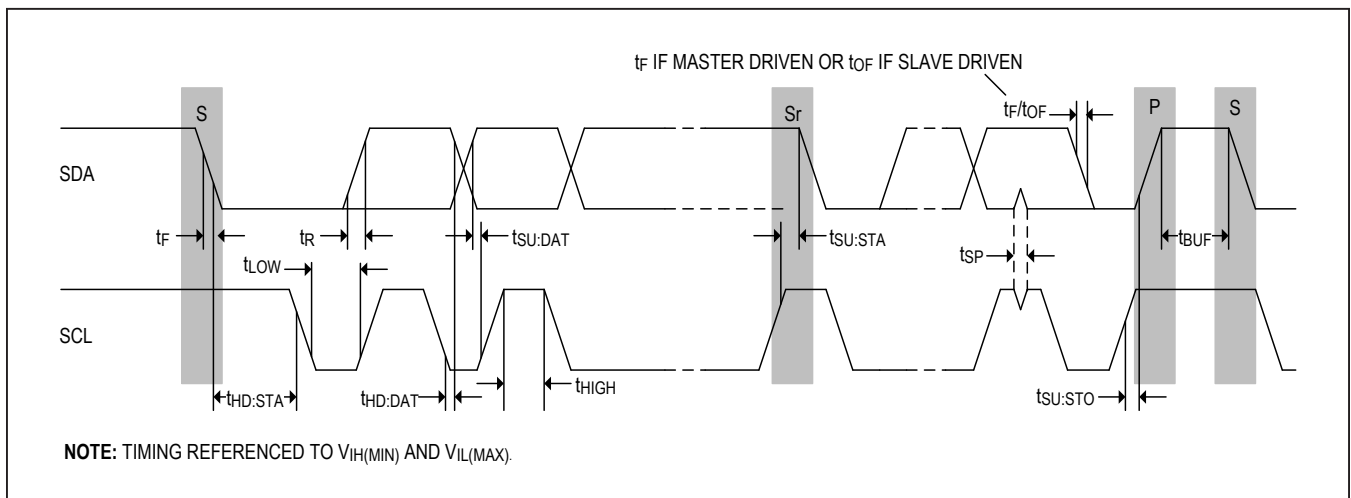 tF IF MASTER DRIVEN OR tOF IF SLAVE DRIVEN
S
Sr
tF/tOF
P
S
SDA
tF
tR
tSU:DAT
tSU:STA
tSP
tBUF
tLOW
SCL
tHD:STA
tHD:DAT
tHIGH
tSU:STO
NOTE: TIMING REFERENCED TO VIH(MIN) AND VIL(MAX).